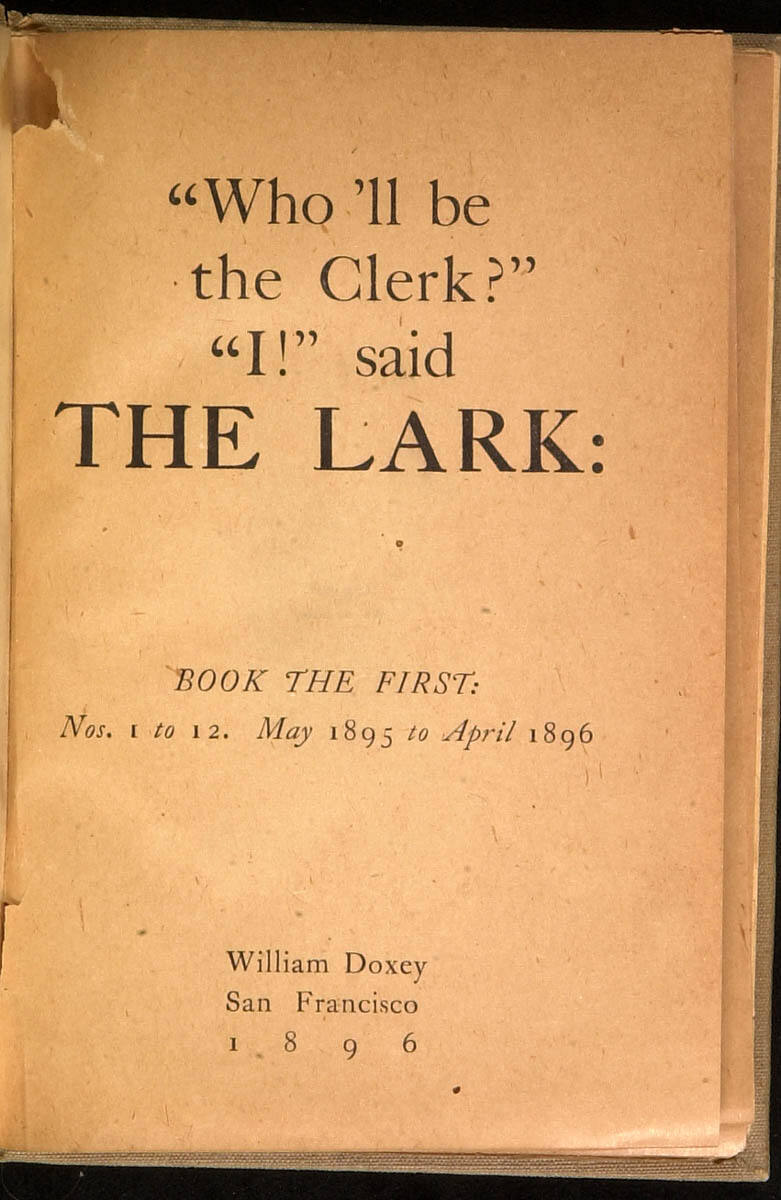 “Who ’ll be
the Clerk?”
“I!” said
THE LARK:
BOOK THE FIRST:
Nos. 1 to 12. May 1895 to April 1896
William Doxey
San Francisco
1 8 9 6